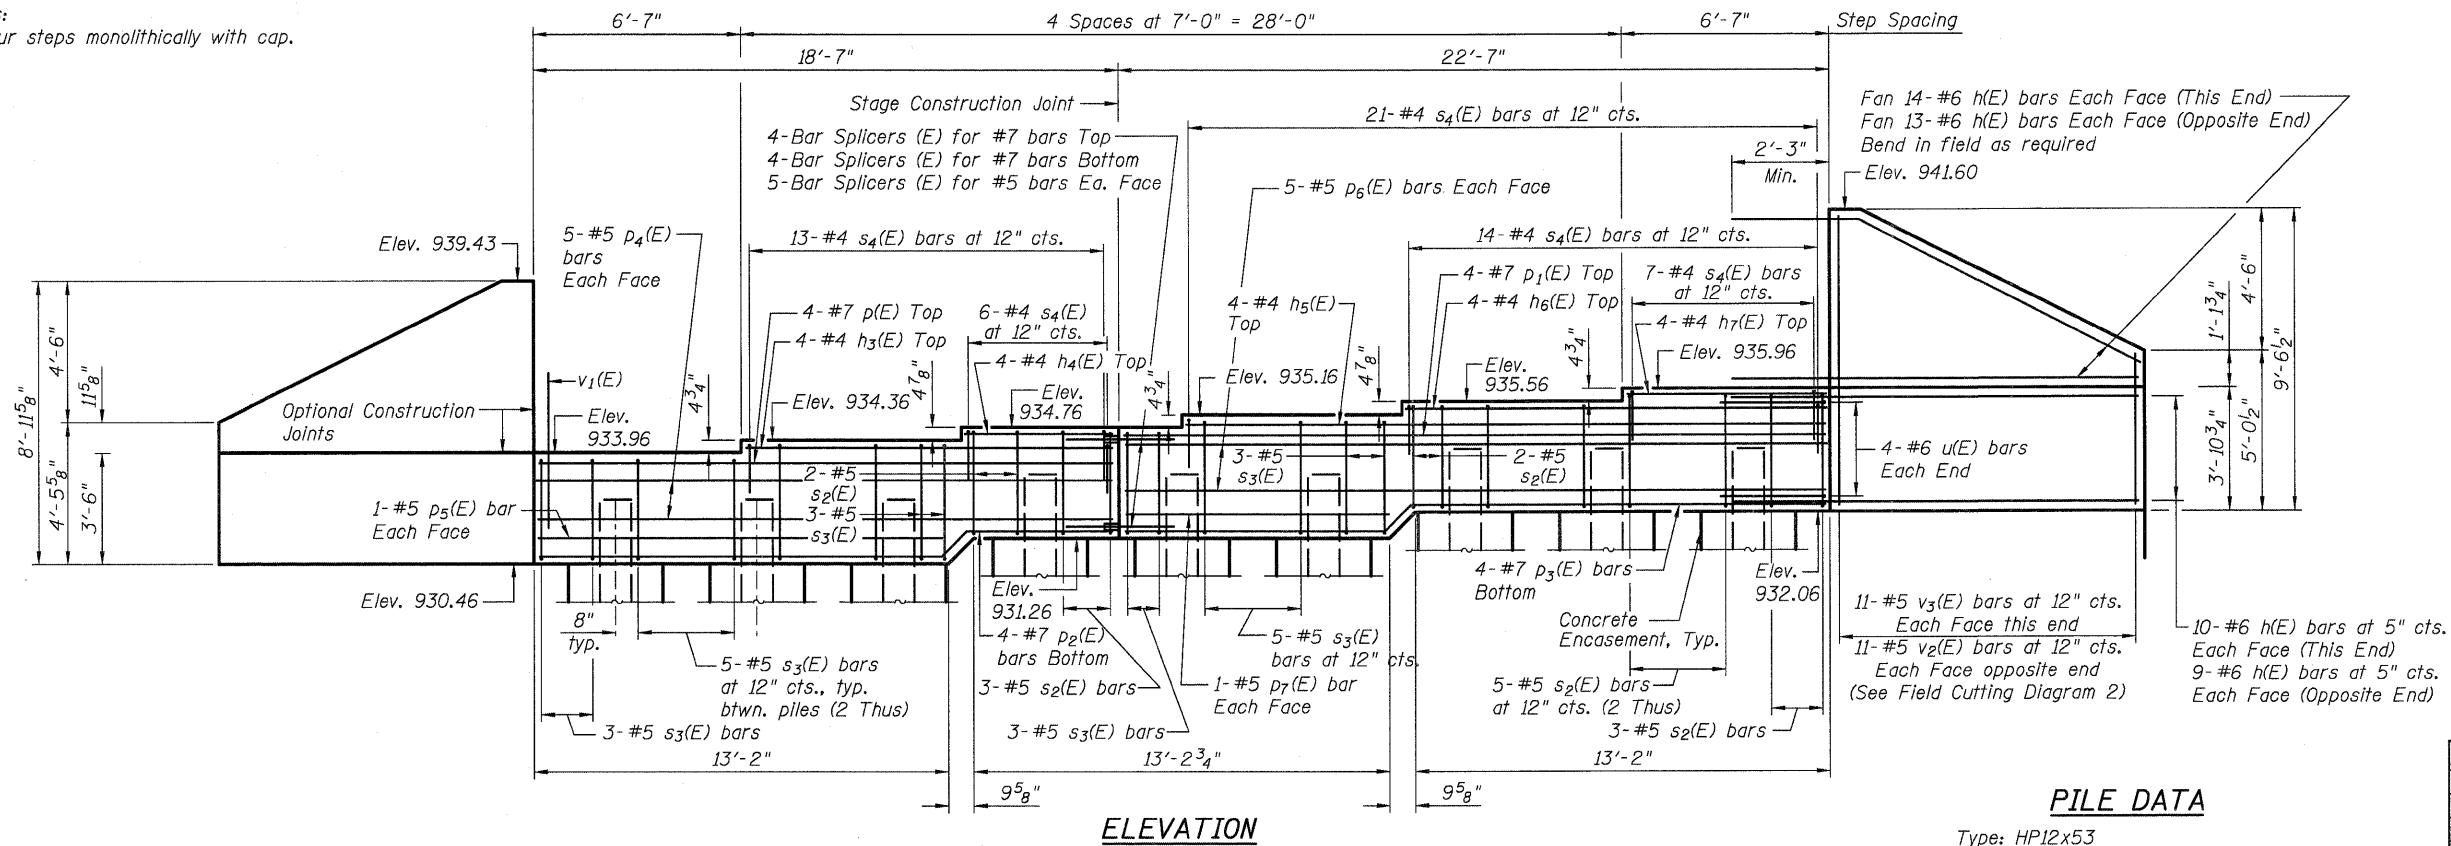 s:
ur steps monolithically with cap.
6'-7"
4 Spaces at 7'-0" = 28'-0"
6'-7"
Step Spacing
18'-7"
22'-7"
Stage Construction Joint
4-Bar Splicers (E) for #7 bars Top
4-Bar Splicers (E) for #7 bars Bottom
5-Bar Splicers (E) for #5 bars Ea. Face
21-#4 s4(E) bars at 12" cts.
Fan 14-#6 h(E) bars Each Face (This End)
Fan 13-#6 h(E) bars Each Face (Opposite End)
Bend in field as required
2'-3"
Min.
Elev. 941.60
5-#5 p6(E) bars Each Face
Elev. 939.43
5-#5 p4(E)
bars
Each Face
13-#4 s4(E) bars at 12" cts.
14-#4 s4(E) bars at 12" cts.
4-#7 p(E) Top
4-#4 h3(E) Top
6-#4 s4(E)
at 12" cts.
4-#4 h4(E) Top
4-#4 h5(E)
Top
4-#7 p1(E) Top
4-#4 h6(E) Top
7-#4 s4(E) bars
at 12" cts.
4-#4 h7(E) Top
8'-11 5/8"
4'-6"
11 5/8"
4'-5 5/8"
3'-6"
v1(E)
Optional Construction
Joints
Elev.
933.96
4 3/4"
Elev. 934.36
4 7/8"
Elev.
934.76
4 3/4"
Elev. 935.16
4 7/8"
Elev.
935.56
4 3/4"
Elev. 935.96
4'-6"
1'-1 3/4"
9'-6 1/2"
3'-10 3/4"
5'-0 1/2"
2-#5
s2(E)
3-#5
s3(E)
3-#5
s3(E)
2-#5
s2(E)
4-#6 u(E) bars
Each End
1-#5 p5(E) bar
Each Face
Elev. 930.46
8"
typ.
Elev.
931.26
4-#7 p2(E)
bars Bottom
4-#7 p3(E) bars
Bottom
Elev.
932.06
Concrete
Encasement, Typ.
5-#5 s3(E) bars
at 12" cts., typ.
btwn. piles (2 Thus)
3-#5 s3(E) bars
3-#5 s2(E) bars
3-#5 s3(E) bars
5-#5 s3(E)
bars at 12" cts.
1-#5 p7(E) bar
Each Face
5-#5 s2(E) bars
at 12" cts. (2 Thus)
3-#5 s2(E) bars
11-#5 v3(E) bars at 12" cts.
Each Face this end
11-#5 v2(E) bars at 12" cts.
Each Face opposite end
(See Field Cutting Diagram 2)
10-#6 h(E) bars at 5" cts.
Each Face (This End)
9-#6 h(E) bars at 5" cts.
Each Face (Opposite End)
13'-2"
13'-2 3/4"
13'-2"
9 5/8"
9 5/8"
ELEVATION
PILE DATA
Type: HP12x53